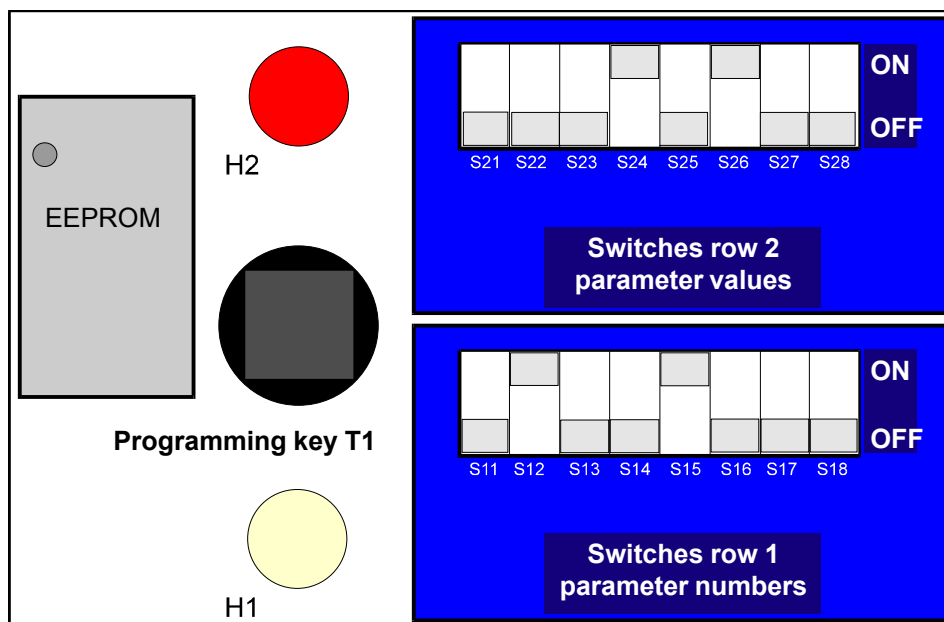 H2
EEPROM
Programming key T1
H1
ON
OFF
S21 S22 S23 S24 S25 S26 S27 S28
Switches row 2
parameter values
ON
OFF
S11 S12 S13 S14 S15 S16 S17 S18
Switches row 1
parameter numbers